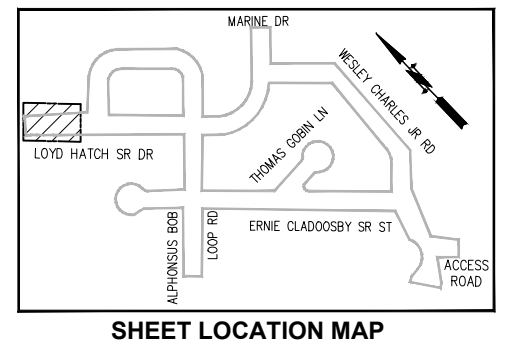 MARINE DR
WESLEY CHARLES JR RD
THOMAS GOBIN LN
LOYD HATCH SR DR
ALPHONSUS BOB
LOOP RD
ERNIE CLADOOSBY SR ST
ACCESS
ROAD
SHEET LOCATION MAP